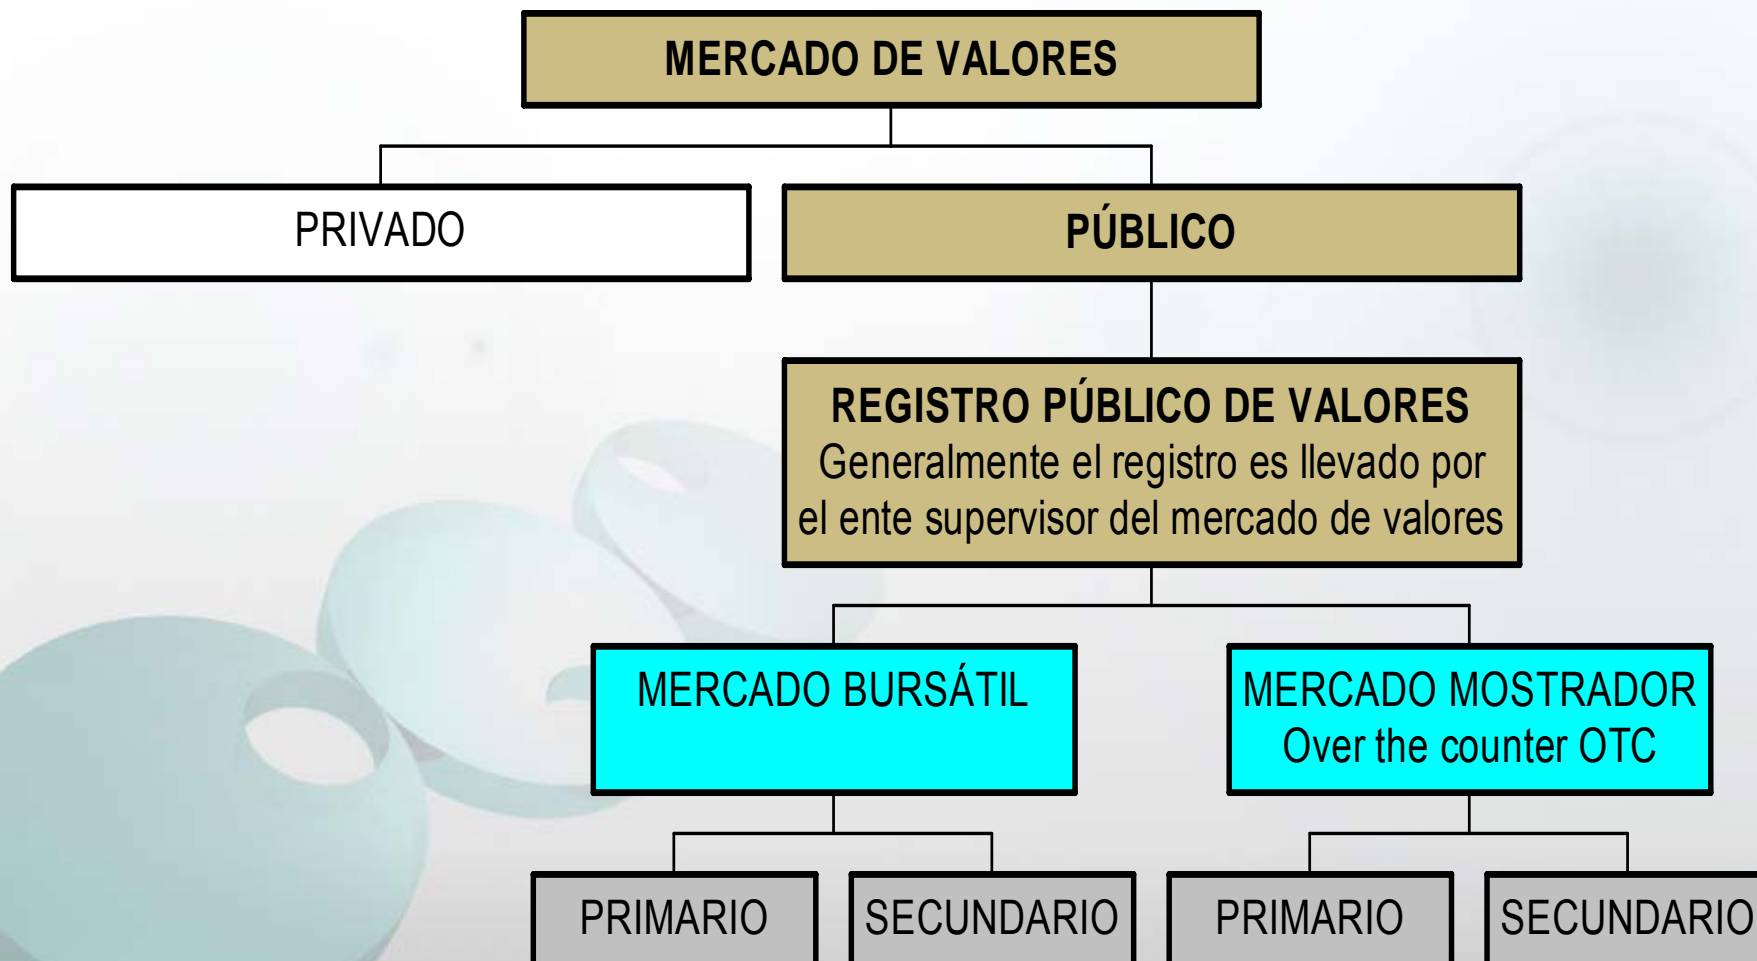 MERCADO DE VALORES
PRIVADO
PÚBLICO
REGISTRO PÚBLICO DE VALORES
Generalmente el registro es llevado por
el ente supervisor del mercado de valores
MERCADO BURSÁTIL
MERCADO MOSTRADOR
Over the counter OTC
PRIMARIO
SECUNDARIO
PRIMARIO
SECUNDARIO